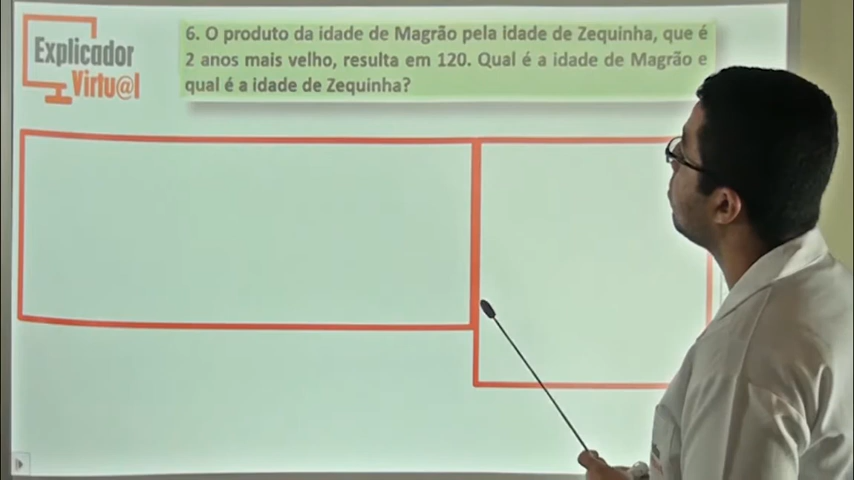 Explicador
Virtu@l
6. O produto da idade de Magrão pela idade de Zequinha, que é
2 anos mais velho, resulta em 120. Qual é a idade de Magrão e
qual é a idade de Zequinha?